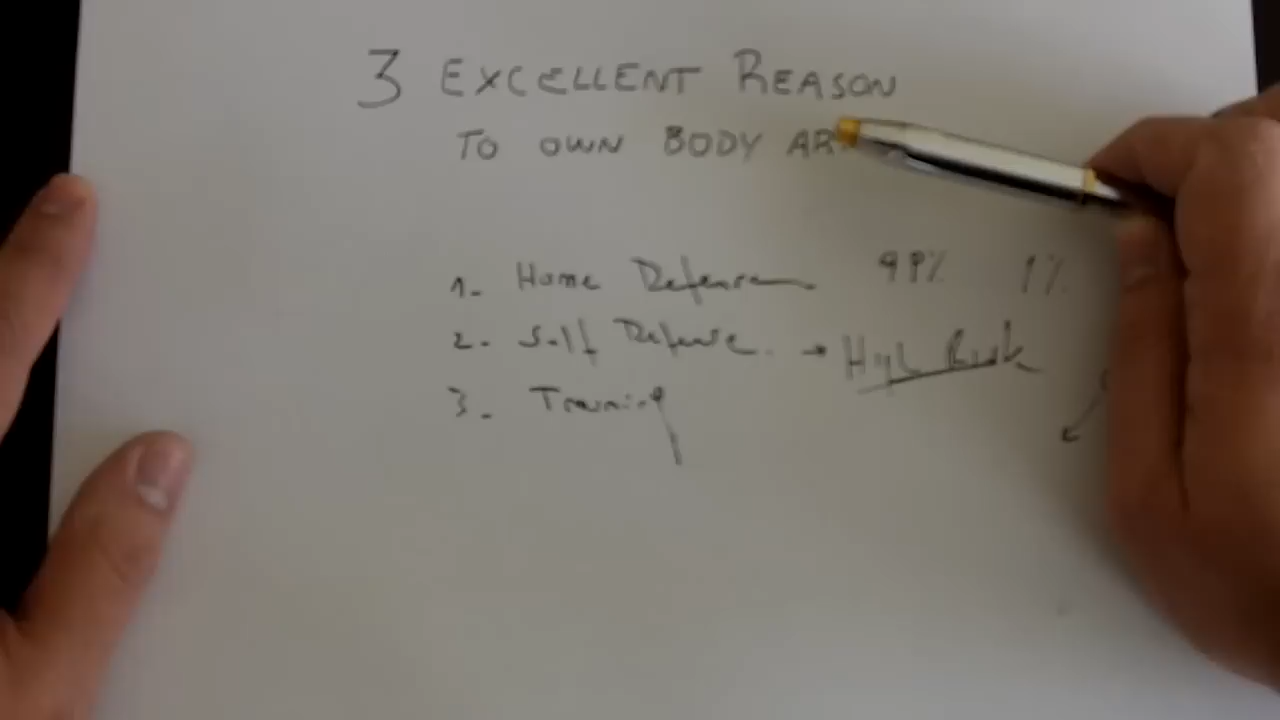 3 EXCELLENT REASON
TO OWN BODY AR
1. Home Defense 99% 1%
2. Self Defense. → High Risk
3. Training